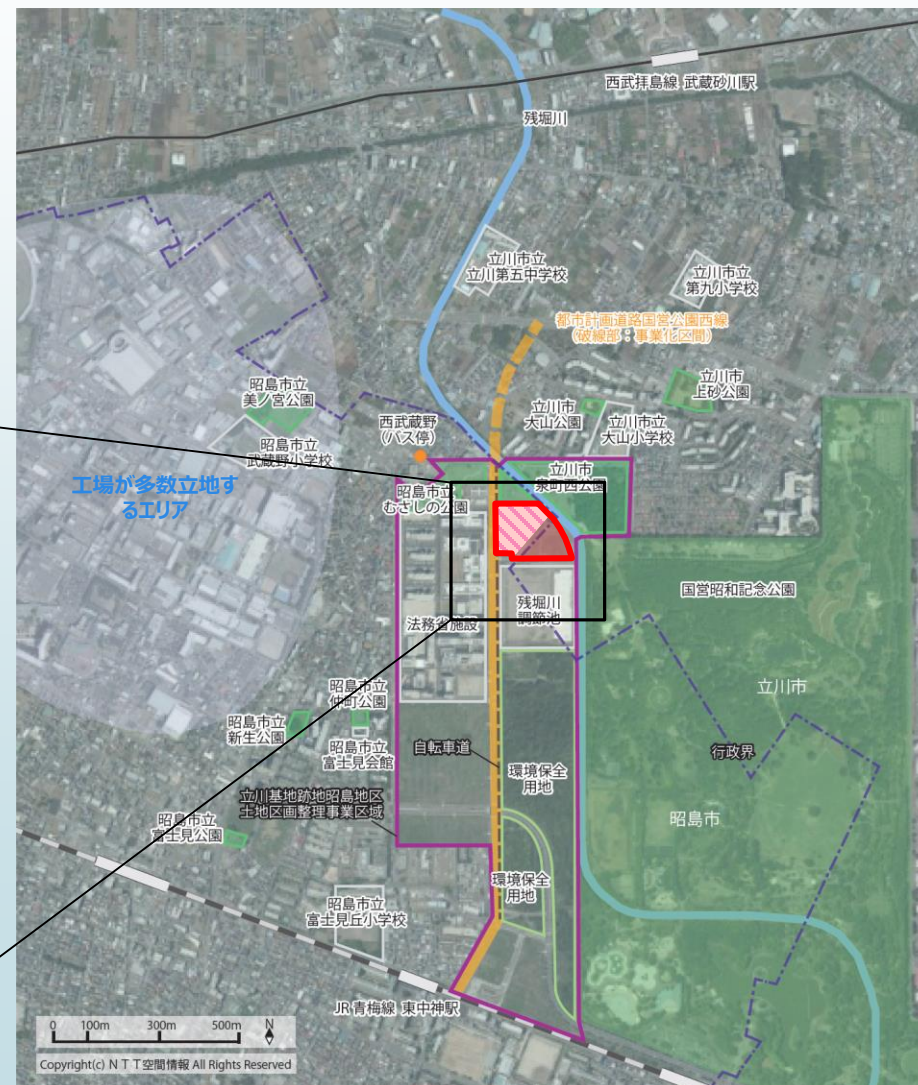 西武拝島線 武蔵砂川駅
残堀川
立川市立
立川第五中学校
立川市立
第九小学校
都市計画道路国営公園西線
(破線部：事業化区間)
昭島市立
美ノ宮公園
立川市
上砂公園
立川市
大山公園
立川市立
大山小学校
西武蔵野
(バス停)
昭島市立
武蔵野小学校
工場が多数立地す
るエリア
昭島市立
むさしの公園
立川市
泉町西公園
国営昭和記念公園
残堀川
調節池
法務省施設
立川市
昭島市立
仲町公園
昭島市立
新生公園
昭島市立
富士見会館
自転車道
行政界
環境保全
用地
立川基地跡地昭島地区
土地区画整理事業区域
昭島市
昭島市立
富士見公園
環境保全
用地
昭島市立
富士見丘小学校
JR青梅線 東中神駅
0 100m 300m 500m N
Copyright(c) NTT空間情報 All Rights Reserved